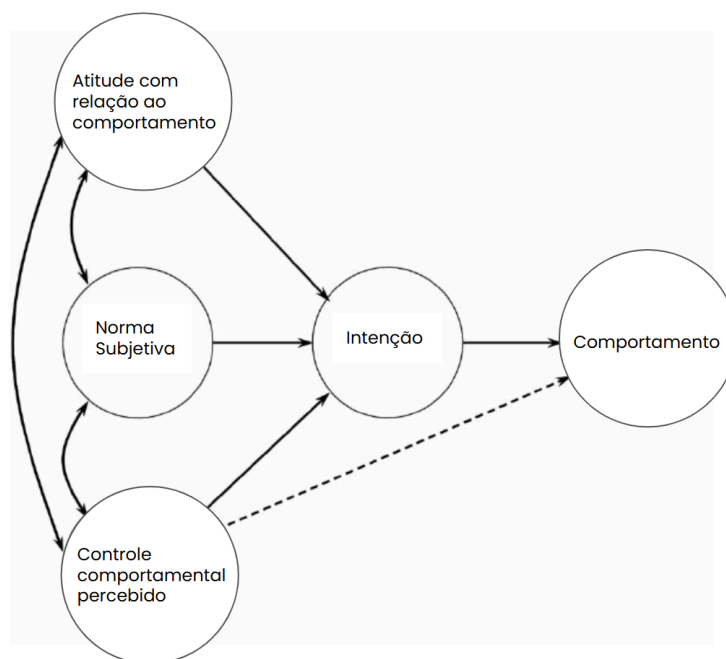 Atitude com
relação ao
comportamento
Norma
Subjetiva
Intenção
Comportamento
Controle
comportamental
percebido